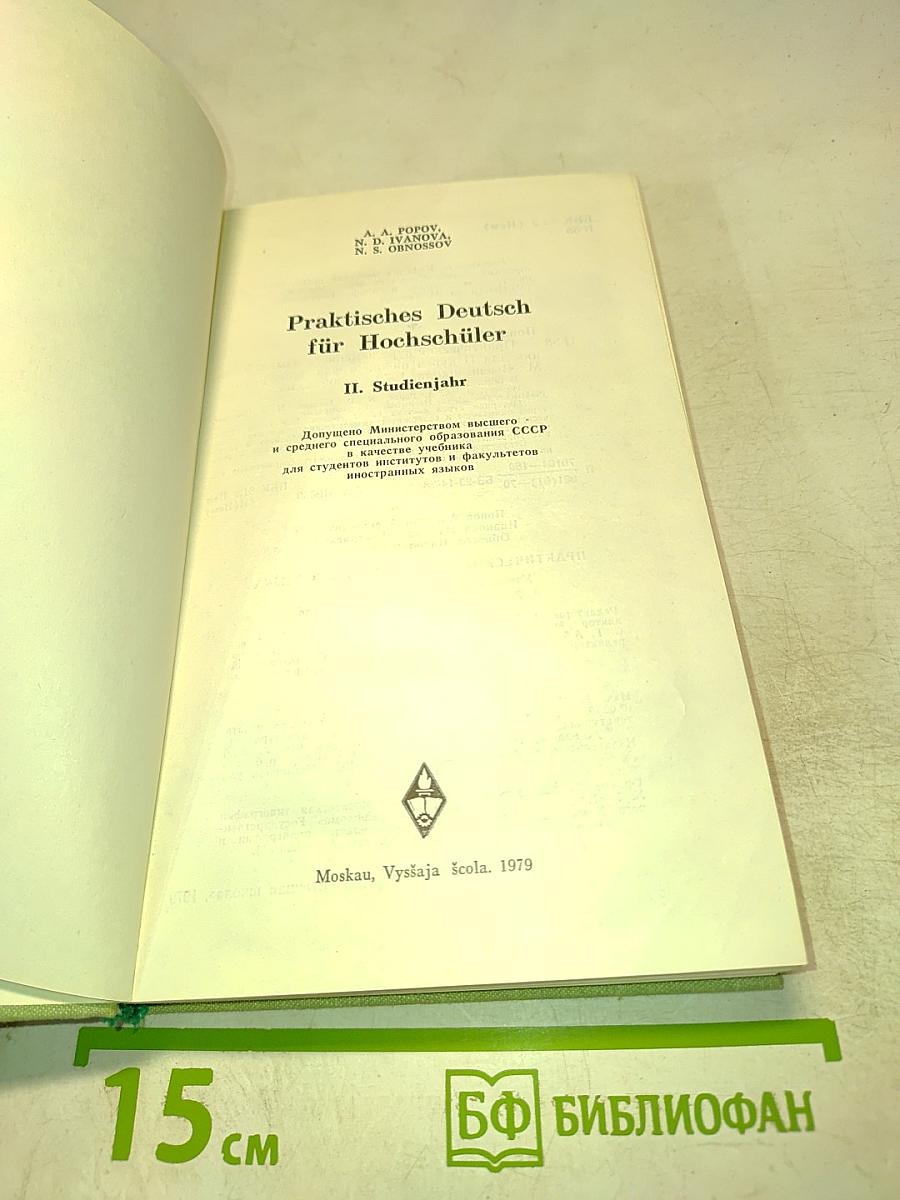 A. A. POPOV,
N. D. IVANOVA,
N. S. OBNOSSOV
Praktisches Deutsch
für Hochschüler
II. Studienjahr
Допущено Министерством высшего
и среднего специального образования СССР
в качестве учебника
для студентов институтов и факультетов
иностранных языков
Moskau, Vysšaja šcola. 1979
15 см
БФ БИБЛИОФАН